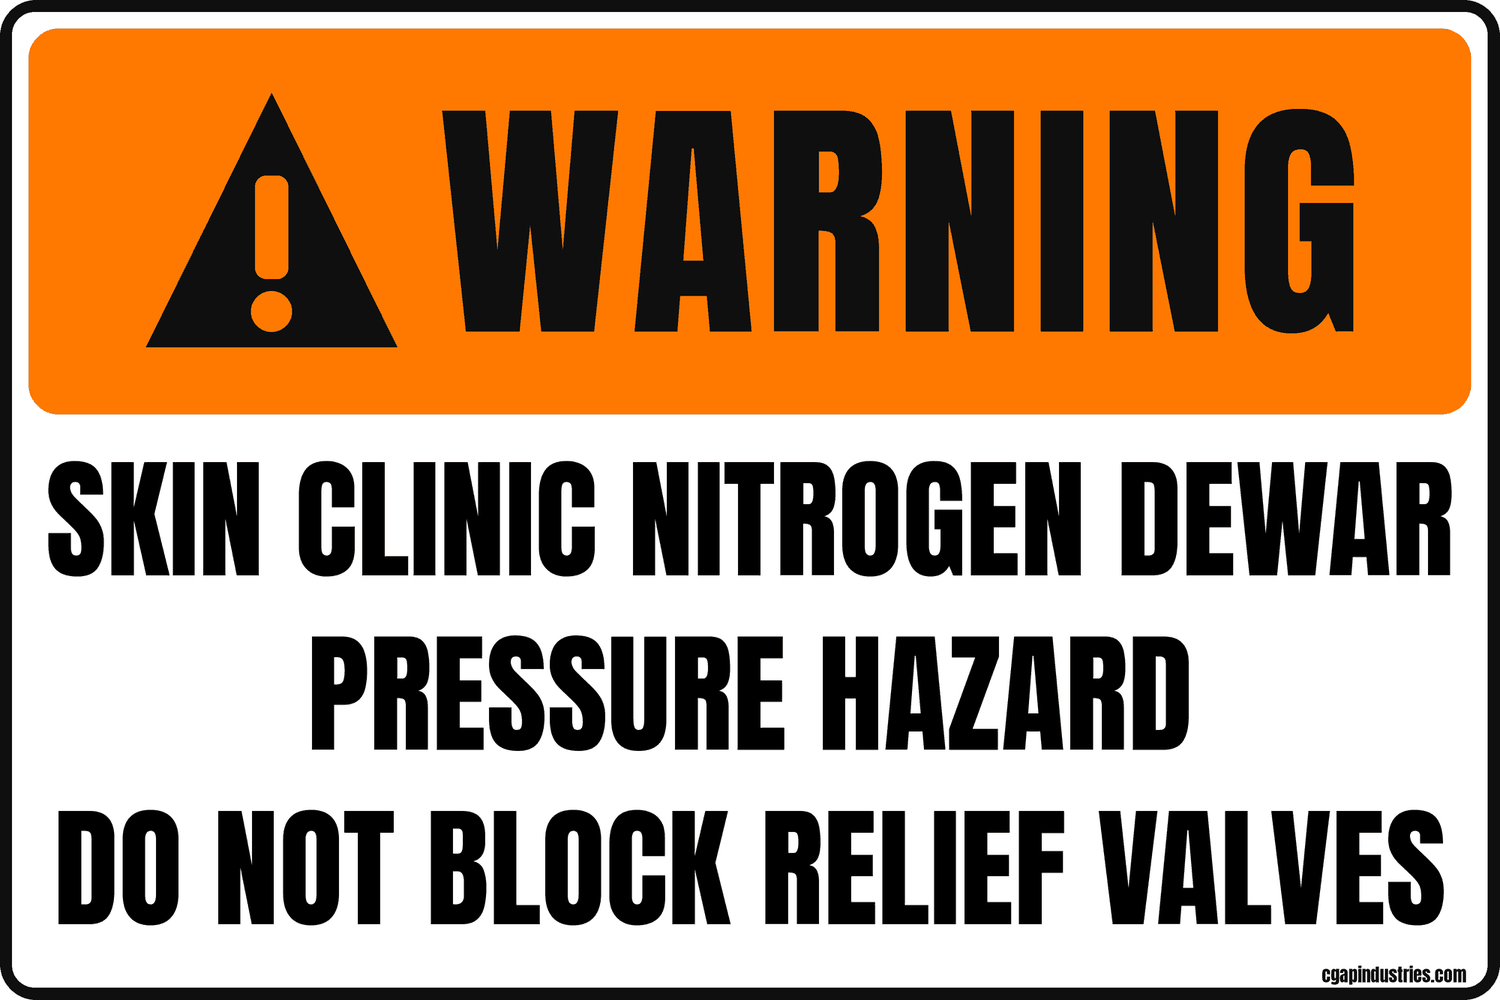 WARNING
SKIN CLINIC NITROGEN DEWAR
PRESSURE HAZARD
DO NOT BLOCK RELIEF VALVES
cgapindustries.com